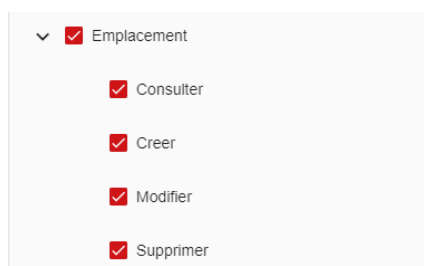 Emplacement
Consulter
Creer
Modifier
Supprimer